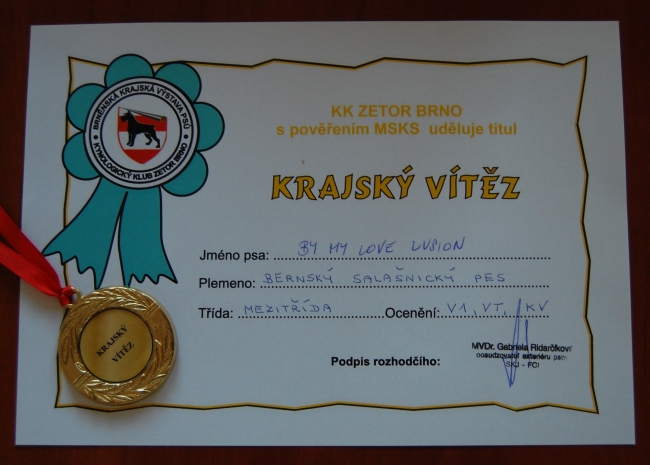 BRNĚNSKÁ KRAJSKÁ VÝSTAVA PSŮ
KYNOLOGICKÝ KLUB ZETOR BRNO
KK ZETOR BRNO
s pověřením MSKS uděluje titul
KRAJSKÝ VÍTĚZ
Jméno psa: BY MY LOVE LUSION
Plemeno: BERNSKÝ SALAŠNICKÝ PES
Třída: MEZITŘÍDA Ocenění: V1, VT, KV
KRAJSKÝ
VÍTĚZ
Podpis rozhodčího:
MVDr. Gabriela Ridarčíková
posuzovatel exteriéru psů
SKJ - FCI